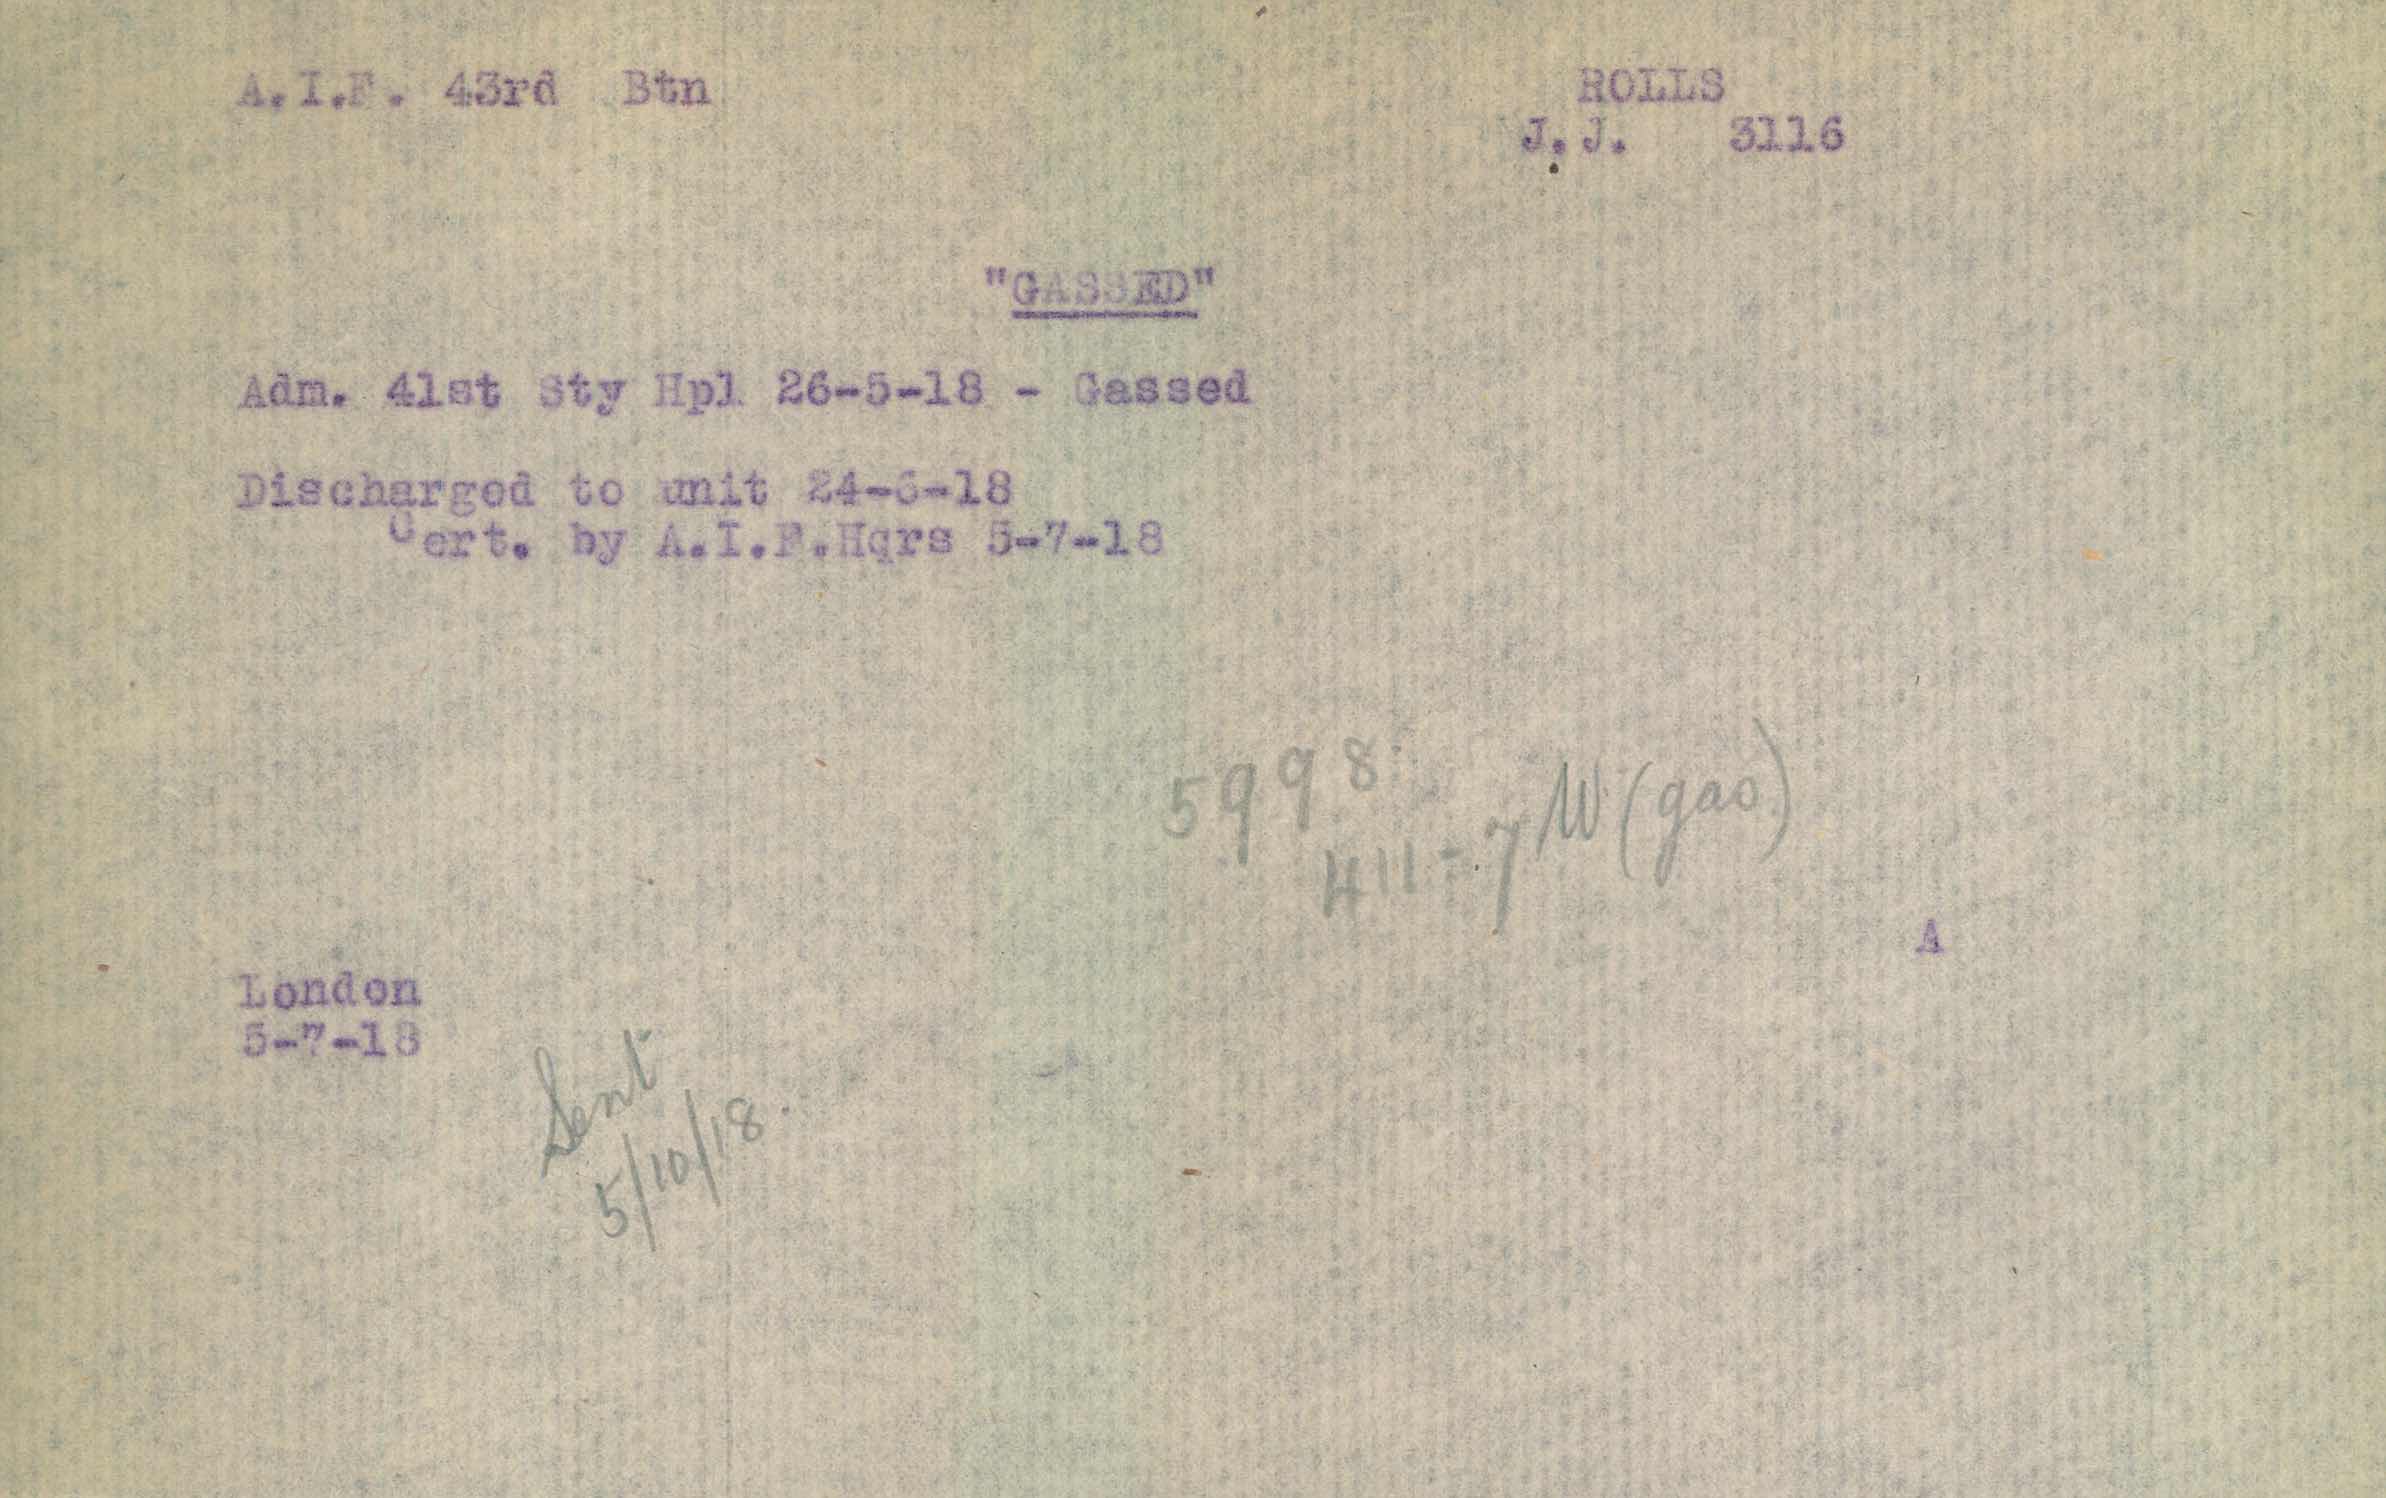 A.I.F. 43rd Btn
ROLLS
J.J. 3116
"GASSED"
Adm. 41st Sty Hpl 26-5-18 - Gassed
Discharged to unit 24-6-18
Cert. by A.I.F.Hqrs 5-7-18
5998
411-7 W (gas)
A
London
5-7-18
Sent
5/10/18.